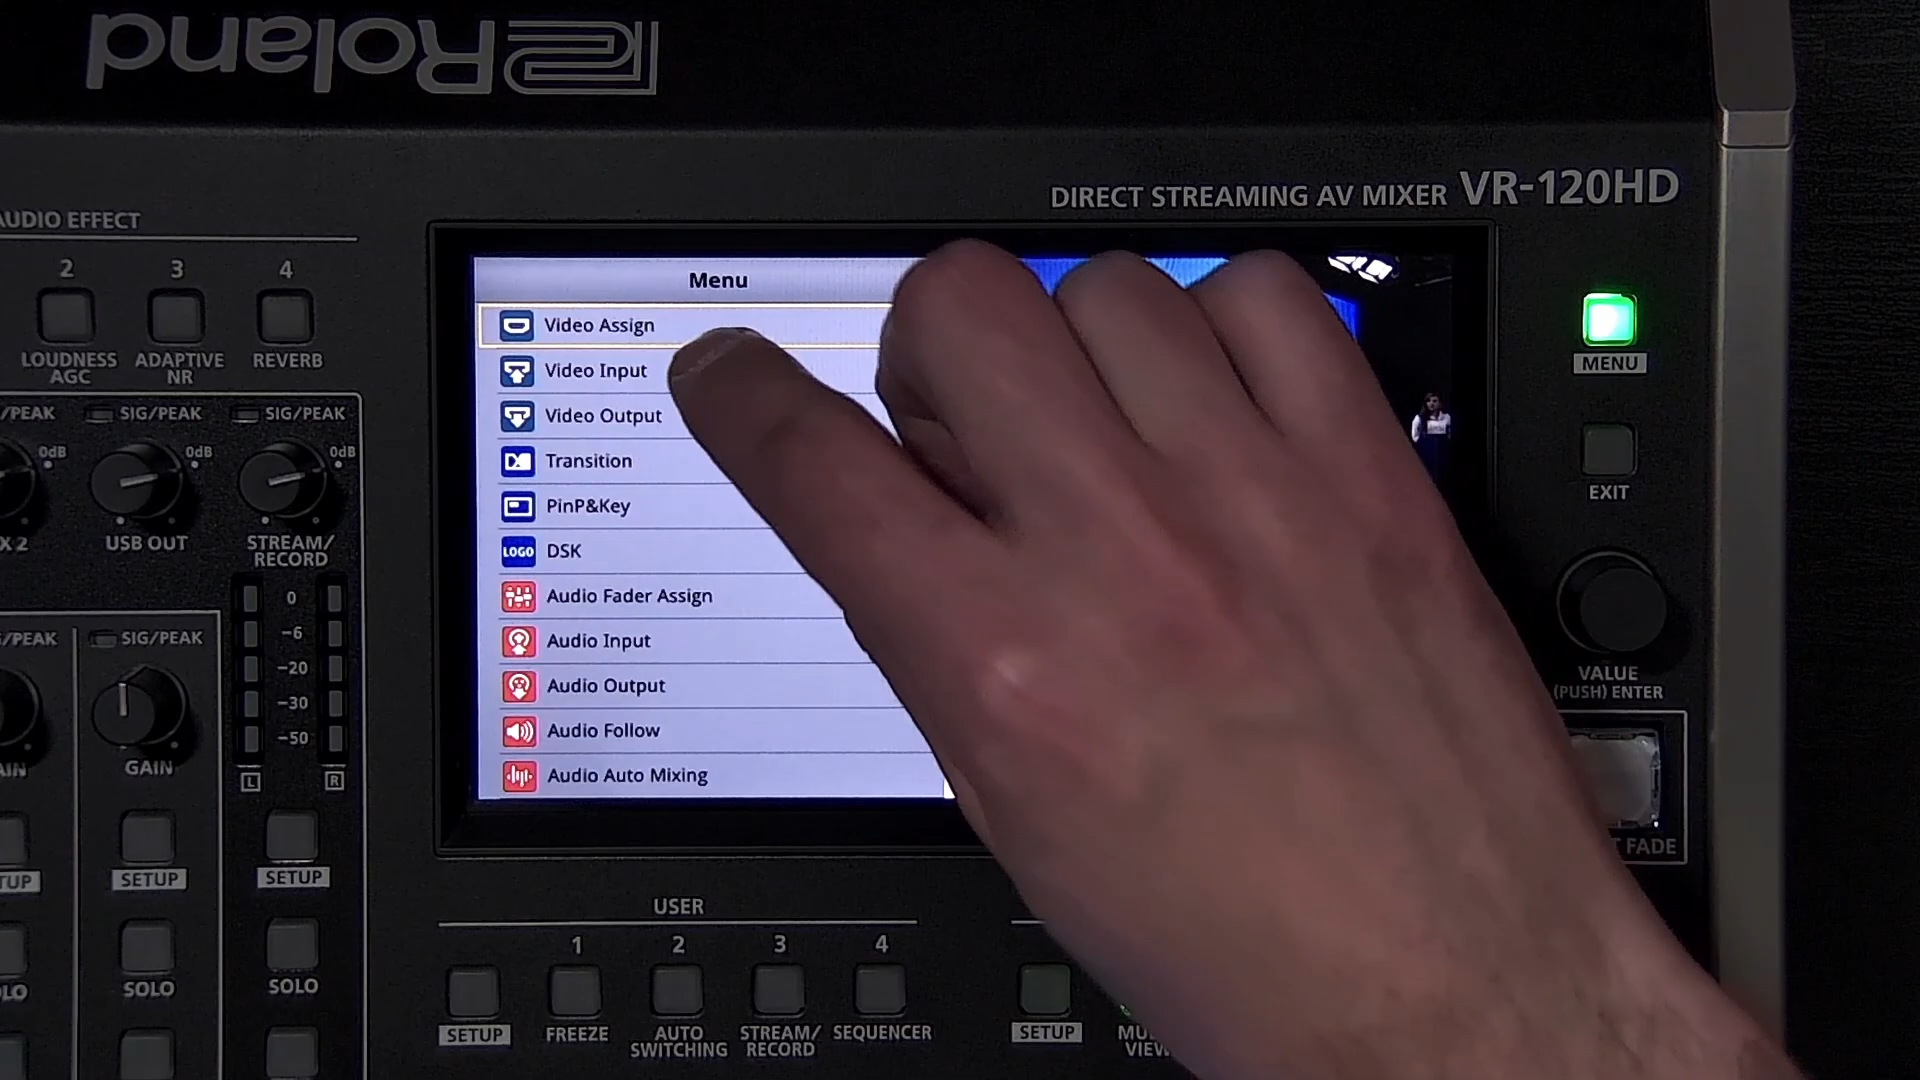 Roland
DIRECT STREAMING AV MIXER VR-120HD
AUDIO EFFECT
2 3 4
LOUDNESS AGC
ADAPTIVE NR
REVERB
/PEAK SIG/PEAK SIG/PEAK
0dB 0dB 0dB
X 2 USB OUT STREAM/
RECORD
0
-6
-20
-30
-50
L R
/PEAK SIG/PEAK
GAIN
SETUP SETUP
SOLO SOLO
Menu
Video Assign
Video Input
Video Output
Transition
PinP&Key
LOGO DSK
Audio Fader Assign
Audio Input
Audio Output
Audio Follow
Audio Auto Mixing
MENU
EXIT
VALUE
(PUSH) ENTER
FADE
USER
1 2 3 4
SETUP
FREEZE
AUTO
SWITCHING
STREAM/
RECORD
SEQUENCER
SETUP